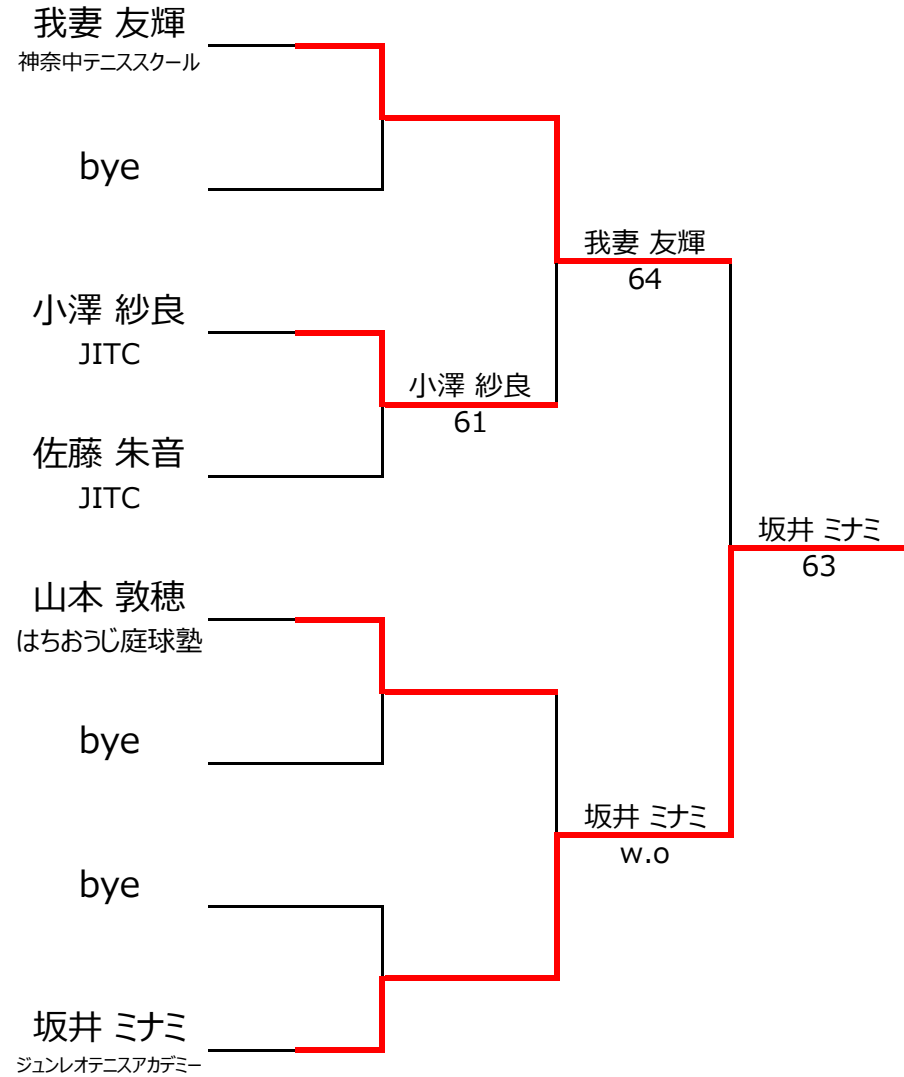 我妻 友輝
神奈中テニススクール
bye
我妻 友輝
64
小澤 紗良
JITC
小澤 紗良
61
佐藤 朱音
JITC
坂井 ミナミ
63
山本 敦穂
はちおうじ庭球塾
bye
坂井 ミナミ
w.o
bye
坂井 ミナミ
ジュンレオテニスアカデミー